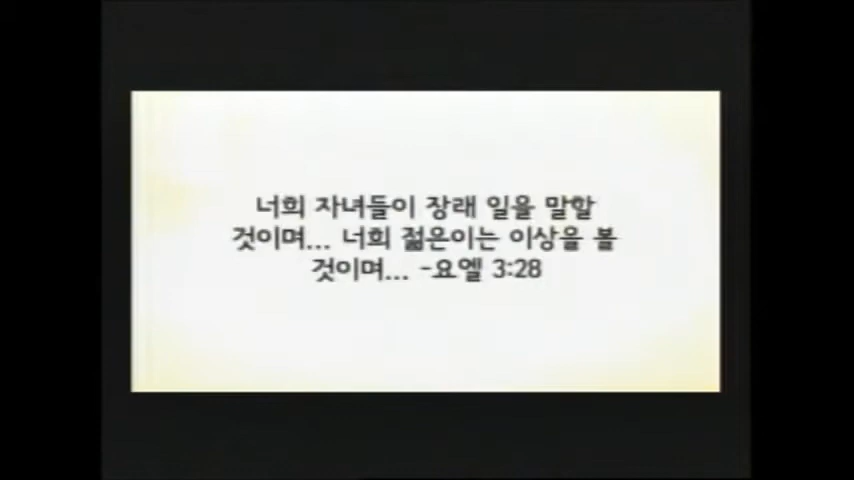 너희 자녀들이 장래 일을 말할
것이며... 너희 젊은이는 이상을 볼
것이며... -요엘 3:28